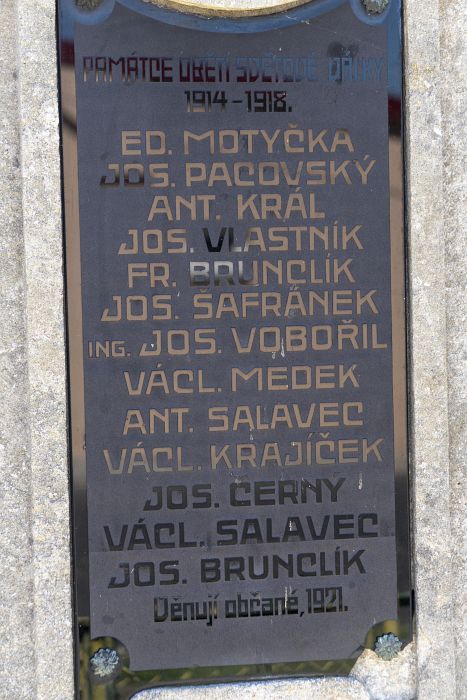 PAMÁTCE OBĚTÍ SVĚTOVÉ VÁLKY
1914-1918.
ED. MOTYČKA
JOS. PACOVSKÝ
ANT. KRÁL
JOS. VLASTNÍK
FR. BRUNCLÍK
JOS. ŠAFRÁNEK
ING. JOS. VOBOŘIL
VÁCL. MEDEK
ANT. SALAVEC
VÁCL. KRAJÍČEK
JOS. ČERNÝ
VÁCL. SALAVEC
JOS. BRUNCLÍK
Děnují občané, 1921.